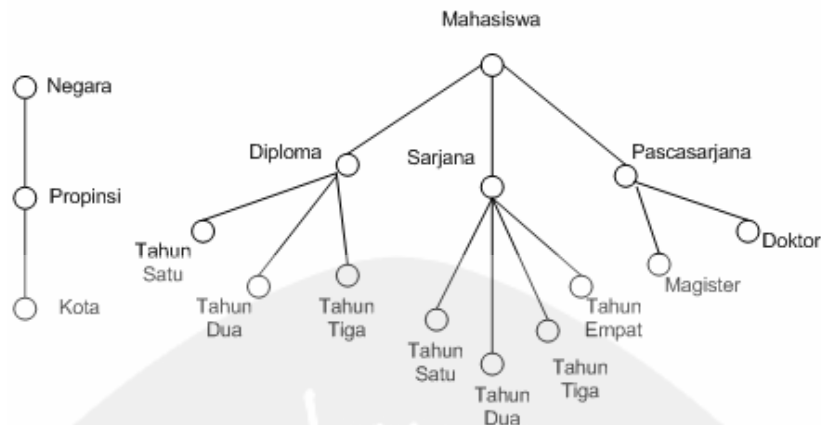 Mahasiswa
Negara
Propinsi
Kota
Diploma
Sarjana
Pascasarjana
Tahun
Satu
Tahun
Dua
Tahun
Tiga
Tahun
Satu
Tahun
Dua
Tahun
Tiga
Tahun
Empat
Magister
Doktor